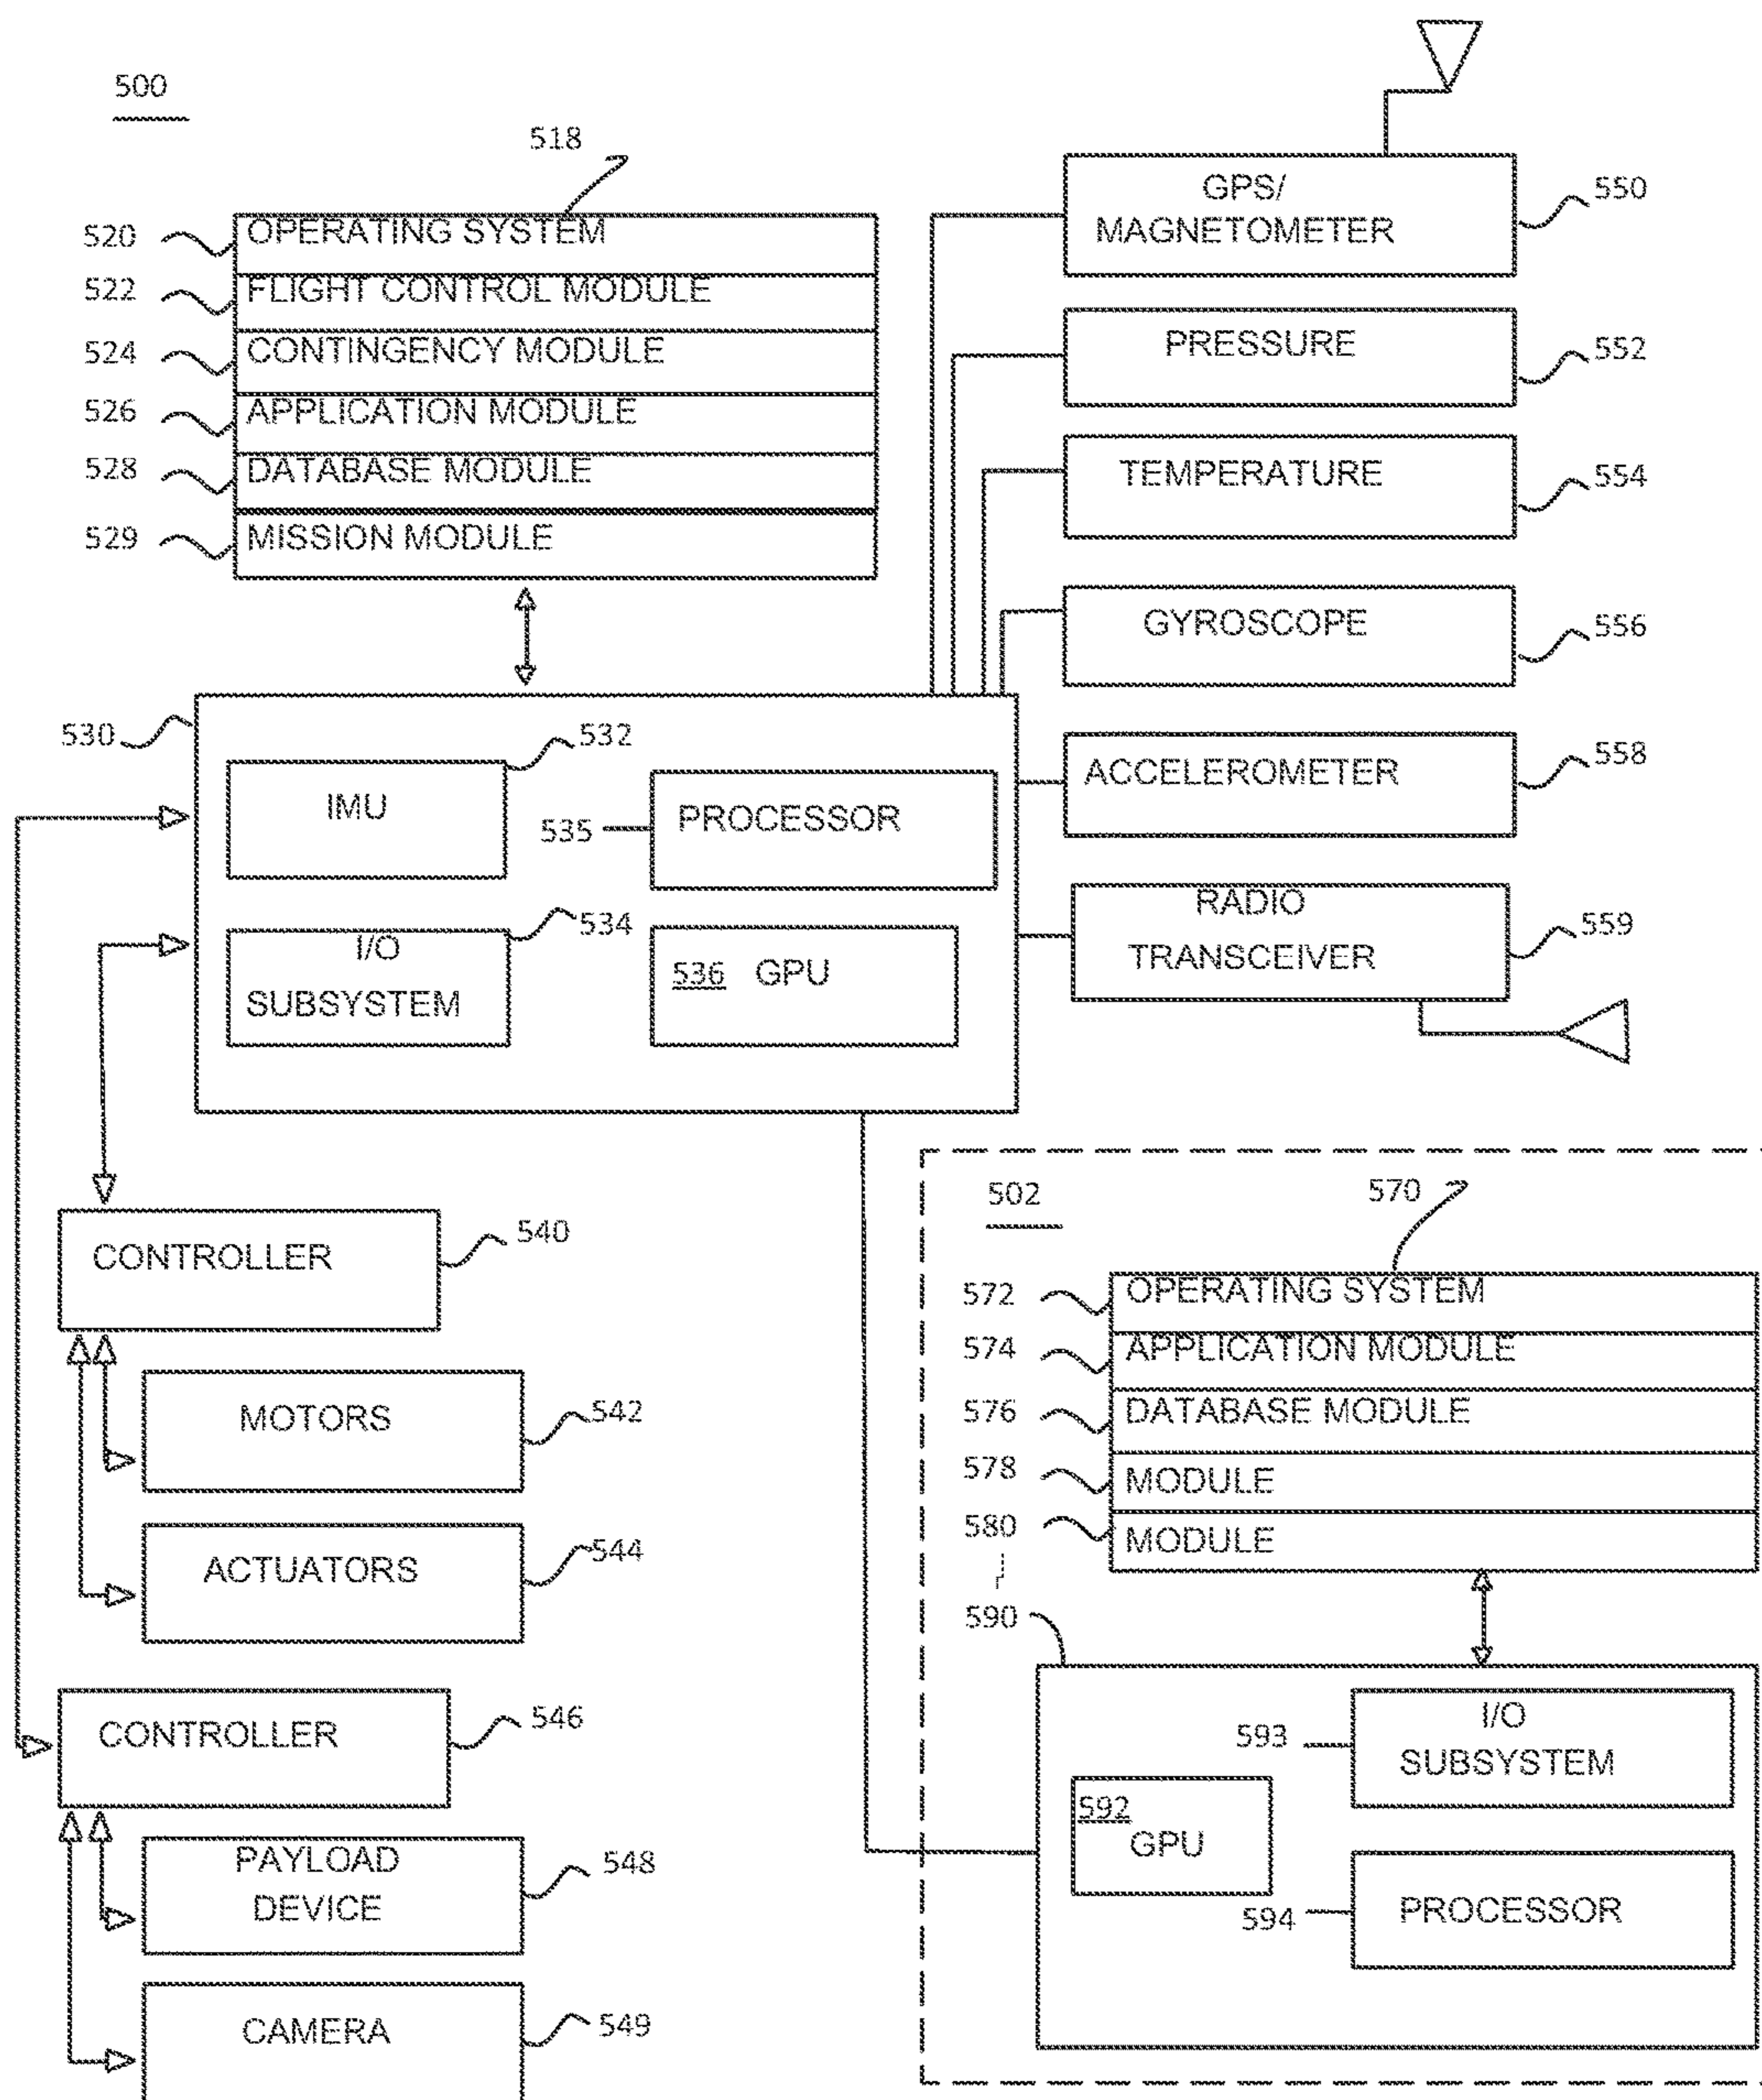 500
518
520 OPERATING SYSTEM
522 FLIGHT CONTROL MODULE
524 CONTINGENCY MODULE
526 APPLICATION MODULE
528 DATABASE MODULE
529 MISSION MODULE
GPS/
MAGNETOMETER
550
PRESSURE
552
TEMPERATURE
554
GYROSCOPE
556
ACCELEROMETER
558
RADIO
TRANSCEIVER
559
530
IMU
532
535
PROCESSOR
I/O
SUBSYSTEM
534
536 GPU
CONTROLLER
540
MOTORS
542
ACTUATORS
544
CONTROLLER
546
PAYLOAD
DEVICE
548
CAMERA
549
502
570
572 OPERATING SYSTEM
574 APPLICATION MODULE
576 DATABASE MODULE
578 MODULE
580 MODULE
590
593
I/O
SUBSYSTEM
592
GPU
594
PROCESSOR